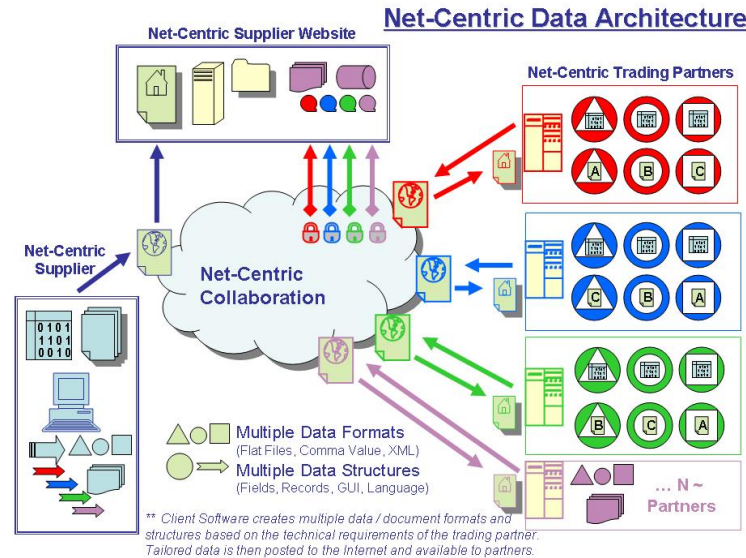 Net-Centric Data Architecture
Net-Centric Supplier Website
Net-Centric Trading Partners
Net-Centric
Supplier
Net-Centric
Collaboration
0101
1101
0010
A B C
C B A
B C A
... N ~
Partners
Multiple Data Formats
(Flat Files, Comma Value, XML)
Multiple Data Structures
(Fields, Records, GUI, Language)
** Client Software creates multiple data / document formats and
structures based on the technical requirements of the trading partner.
Tailored data is then posted to the Internet and available to partners.